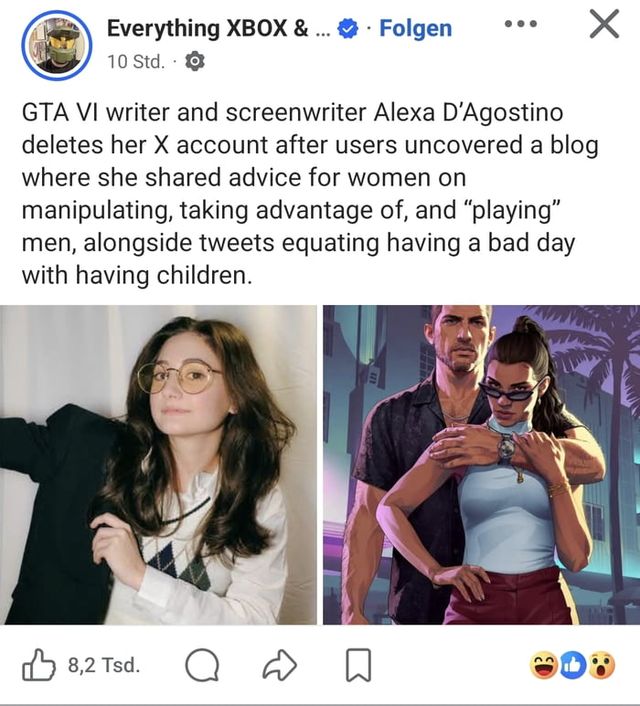 Everything XBOX & ... · Folgen
10 Std. ·
GTA VI writer and screenwriter Alexa D’Agostino
deletes her X account after users uncovered a blog
where she shared advice for women on
manipulating, taking advantage of, and “playing”
men, alongside tweets equating having a bad day
with having children.
8,2 Tsd.